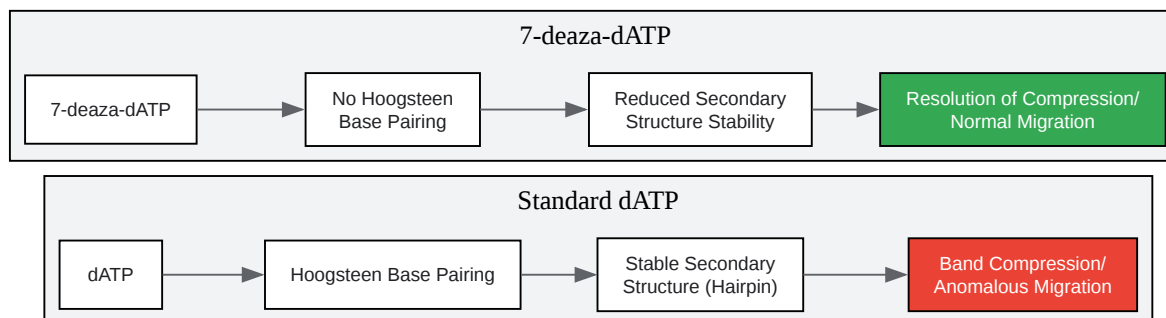 7-deaza-dATP
7-deaza-dATP
No Hoogsteen
Base Pairing
Reduced Secondary
Structure Stability
Resolution of Compression/
Normal Migration
Standard dATP
dATP
Hoogsteen Base Pairing
Stable Secondary
Structure (Hairpin)
Band Compression/
Anomalous Migration